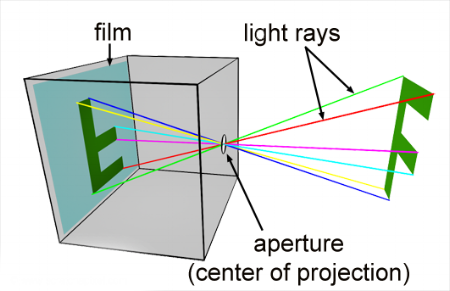 film
light rays
aperture
(center of projection)